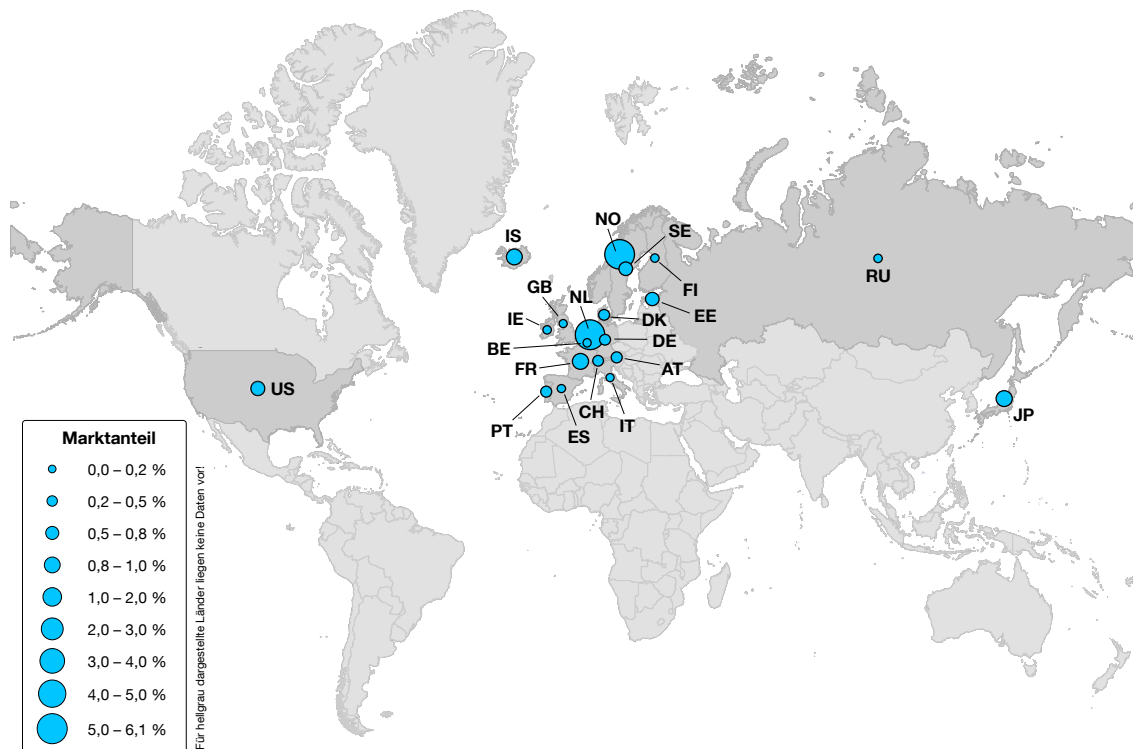 NO
SE
IS
FI
RU
GB
NL
IE
DK
EE
BE
DE
FR
AT
US
CH
IT
PT
ES
JP
Marktanteil
0,0 – 0,2 %
0,2 – 0,5 %
0,5 – 0,8 %
0,8 – 1,0 %
1,0 – 2,0 %
2,0 – 3,0 %
3,0 – 4,0 %
4,0 – 5,0 %
5,0 – 6,1 %
Für hellgrau dargestellte Länder liegen keine Daten vor!